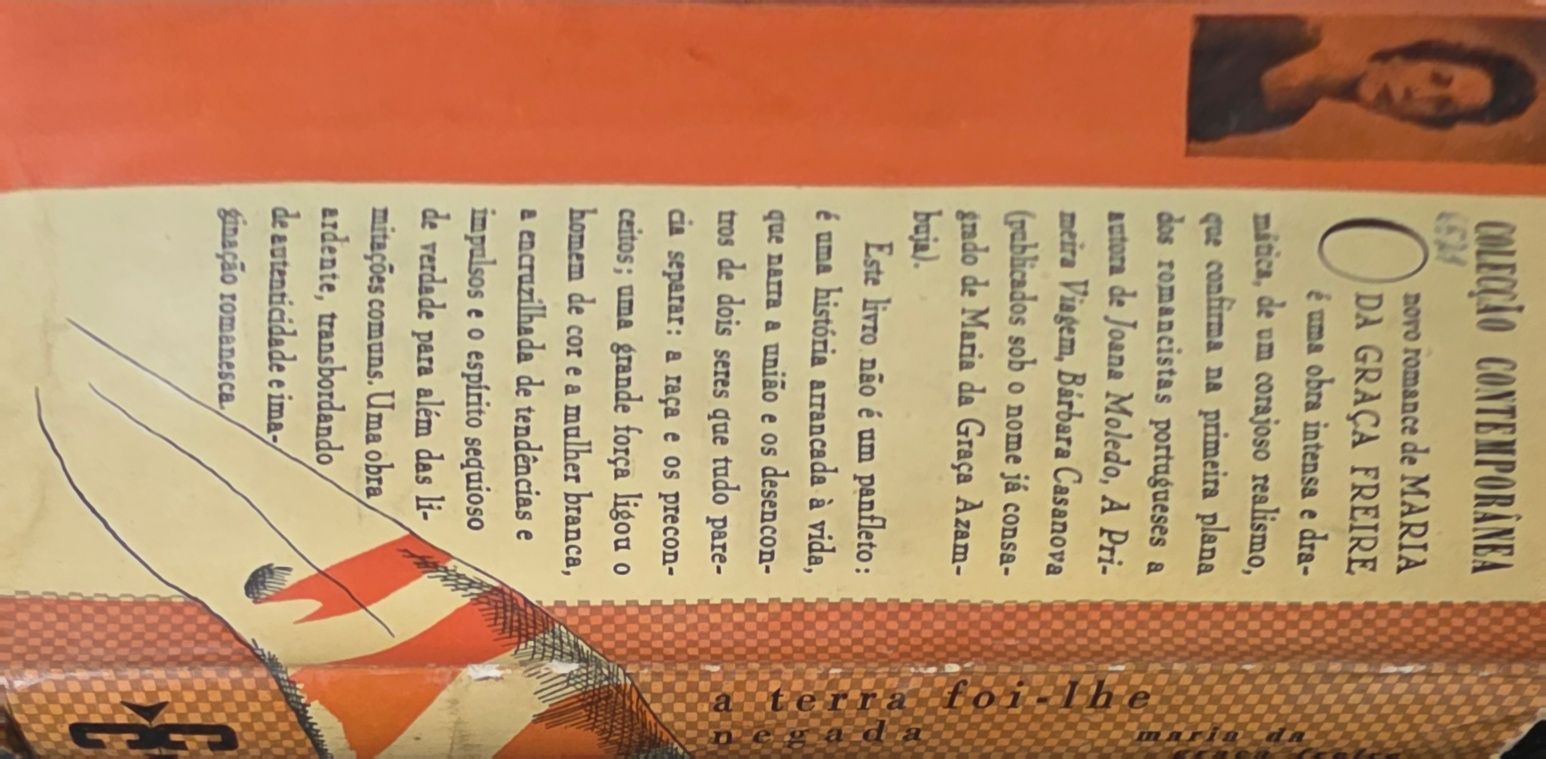 COLECÇÃO CONTEMPORÂNEA
O novo romance de MARIA
DA GRAÇA FREIRE
é uma obra intensa e dra-
mática, de um corajoso realismo,
que confirma na primeira plana
dos romancistas portugueses a
autora de Joana Moledo, A Pri-
meira Viagem, Bárbara Casanova
(publicados sob o nome já consa-
grado de Maria da Graça Azam-
buja).
Este livro não é um panfleto:
é uma história arrancada à vida,
que narra a união e os desencon-
tros de dois seres que tudo pare-
cia separar: a raça e os precon-
ceitos; uma grande força ligou o
homem de cor e a mulher branca,
a encruzilhada de tendências e
impulsos e o espírito sequioso
de verdade para além das li-
mitações comuns. Uma obra
ardente, transbordando
de autenticidade e ima-
ginação romanesca.
a terra foi-lhe
negada
maria da
graça freire